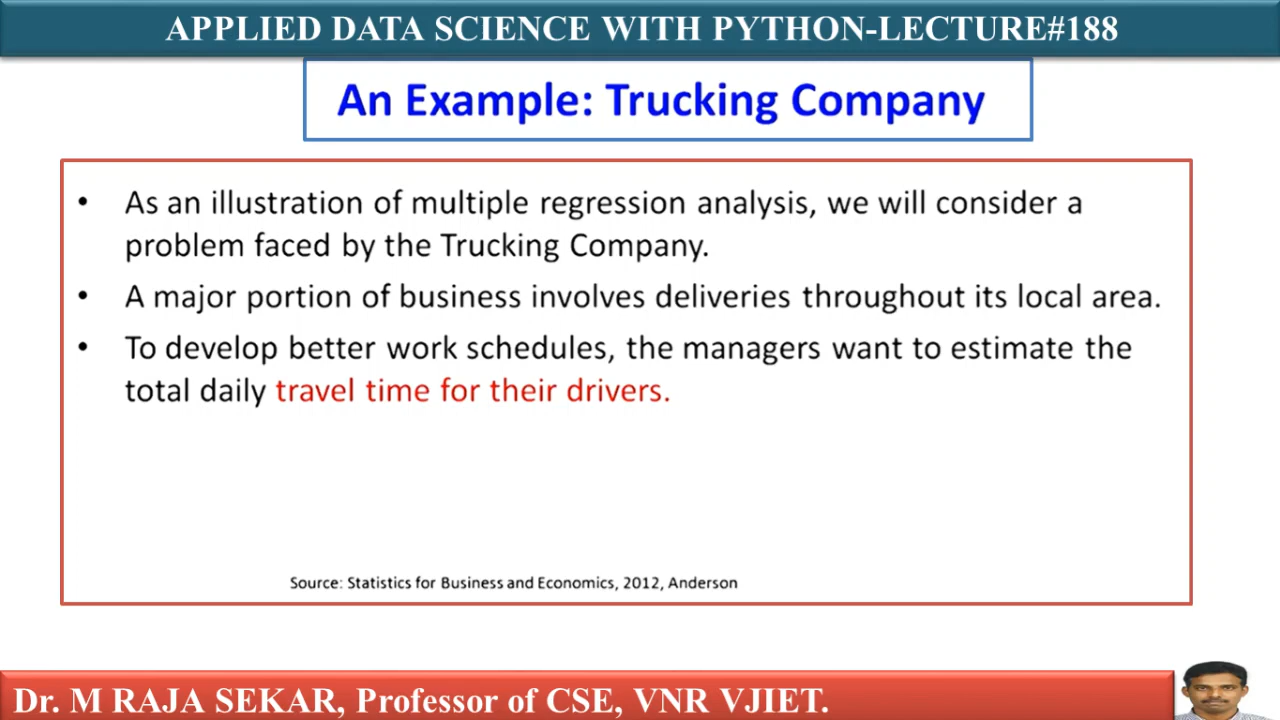 APPLIED DATA SCIENCE WITH PYTHON-LECTURE#188
An Example: Trucking Company
• As an illustration of multiple regression analysis, we will consider a
problem faced by the Trucking Company.
• A major portion of business involves deliveries throughout its local area.
• To develop better work schedules, the managers want to estimate the
total daily travel time for their drivers.
Source: Statistics for Business and Economics, 2012, Anderson
Dr. M RAJA SEKAR, Professor of CSE, VNR VJIET.